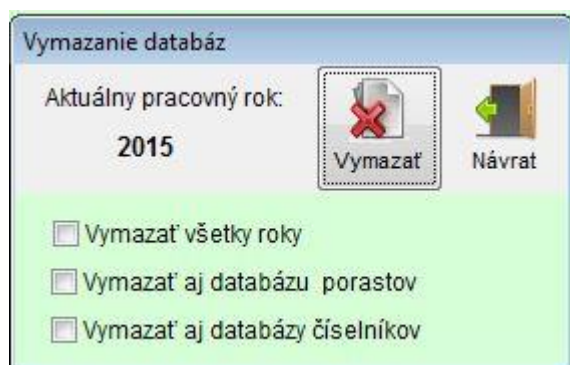 Vymazanie databáz
Aktuálny pracovný rok:
2015
Vymazať
Návrat
Vymazať všetky roky
Vymazať aj databázu porastov
Vymazať aj databázy číselníkov